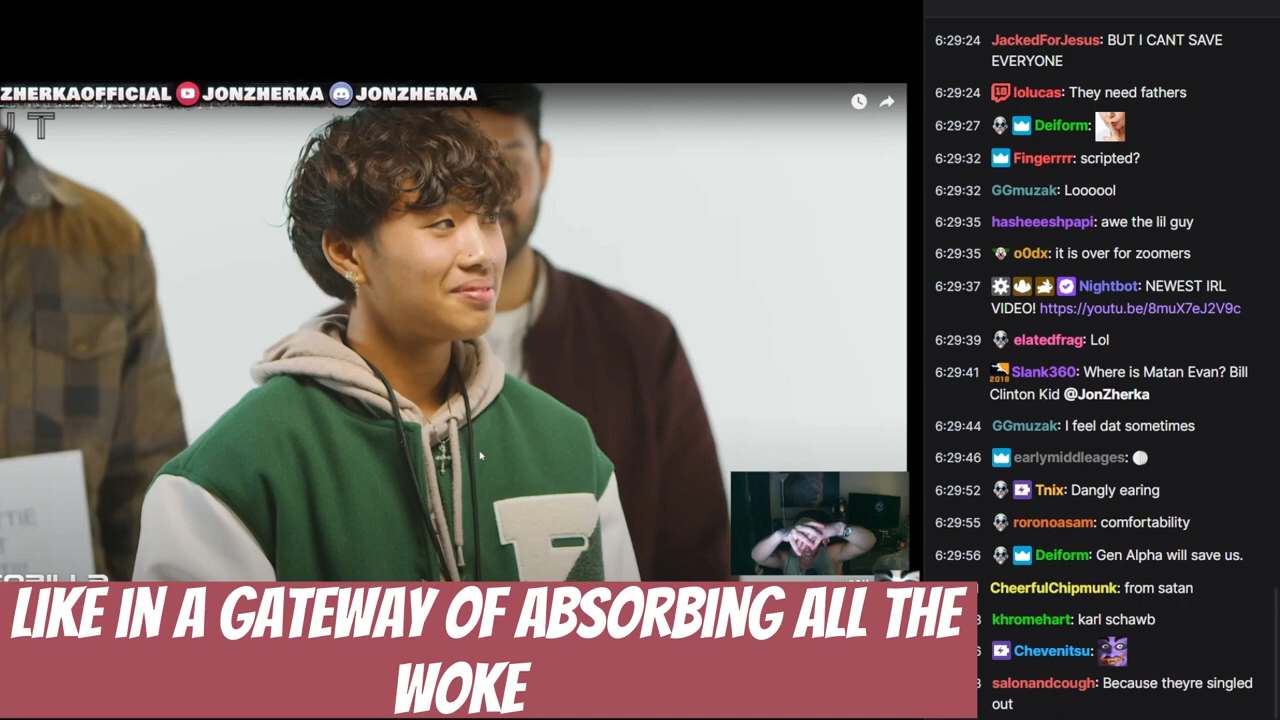 ZHERKAOFFICIAL JONZHERKA JONZHERKA
UT
LIKE IN A GATEWAY OF ABSORBING ALL THE
WOKE
6:29:24 JackedForJesus: BUT I CANT SAVE
EVERYONE
6:29:24 lolucas: They need fathers
6:29:27 Deiform:
6:29:32 Fingerrrr: scripted?
6:29:32 GGmuzak: Loooool
6:29:35 hasheeeshpapi: awe the lil guy
6:29:35 o0dx: it is over for zoomers
6:29:37 Nightbot: NEWEST IRL
VIDEO! https://youtu.be/8muX7eJ2V9c
6:29:39 elatedfrag: Lol
6:29:41 Slank360: Where is Matan Evan? Bill
Clinton Kid @JonZherka
6:29:44 GGmuzak: I feel dat sometimes
6:29:46 earlymiddleages:
6:29:52 Tnix: Dangly earing
6:29:55 roronoasam: comfortability
6:29:56 Deiform: Gen Alpha will save us.
CheerfulChipmunk: from satan
khromehart: karl schawb
Chevenitsu:
salonandcough: Because theyre singled
out